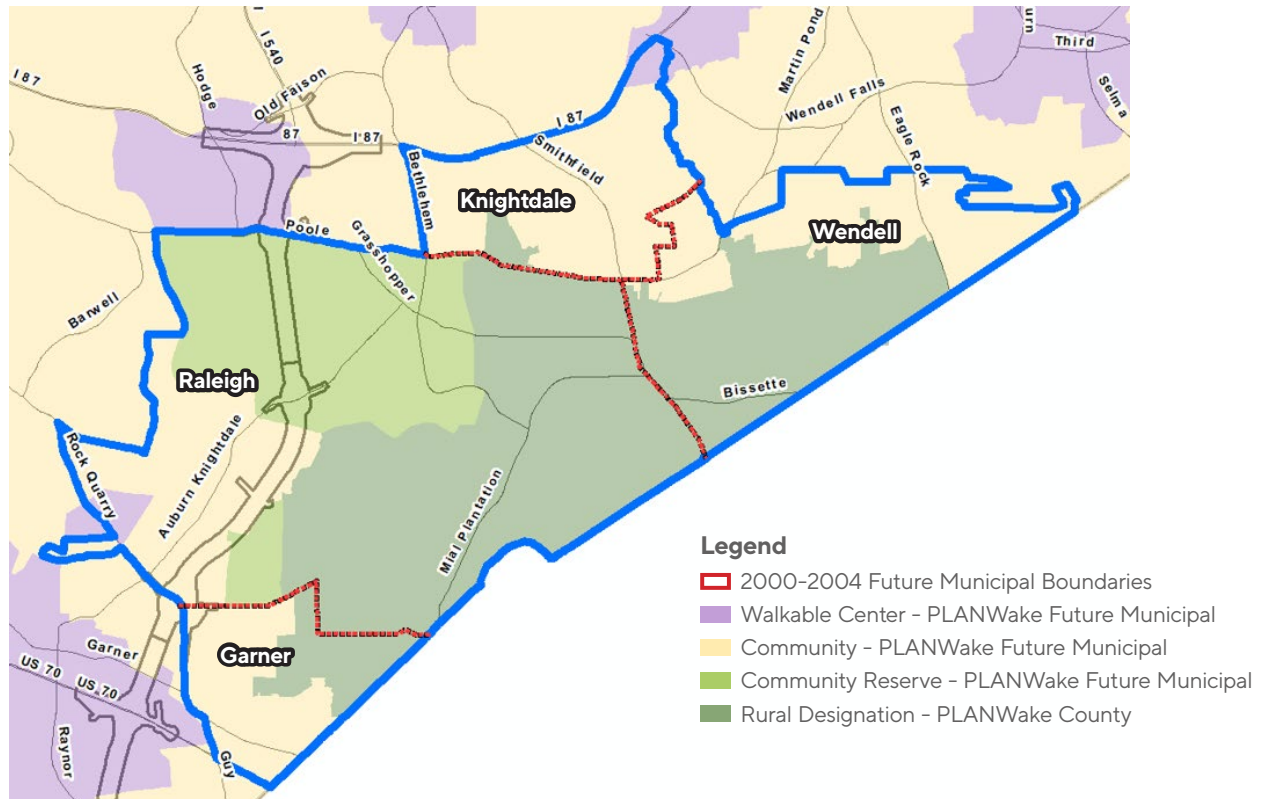 I 87
Hodge
I 540
Old Faison
87
I 87
I 87
Smithfield
Bethlehem
Knightdale
Martin Pond
Wendell Falls
Eagle Rock
Third
Selma
Wendell
Poole
Grasshopper
Barwell
Raleigh
Bissette
Auburn Knightdale
Rock Quarry
Mial Plantation
Garner
Garner
US 70
US 70
Raynor
Guy
Legend
2000-2004 Future Municipal Boundaries
Walkable Center - PLANWake Future Municipal
Community - PLANWake Future Municipal
Community Reserve - PLANWake Future Municipal
Rural Designation - PLANWake County